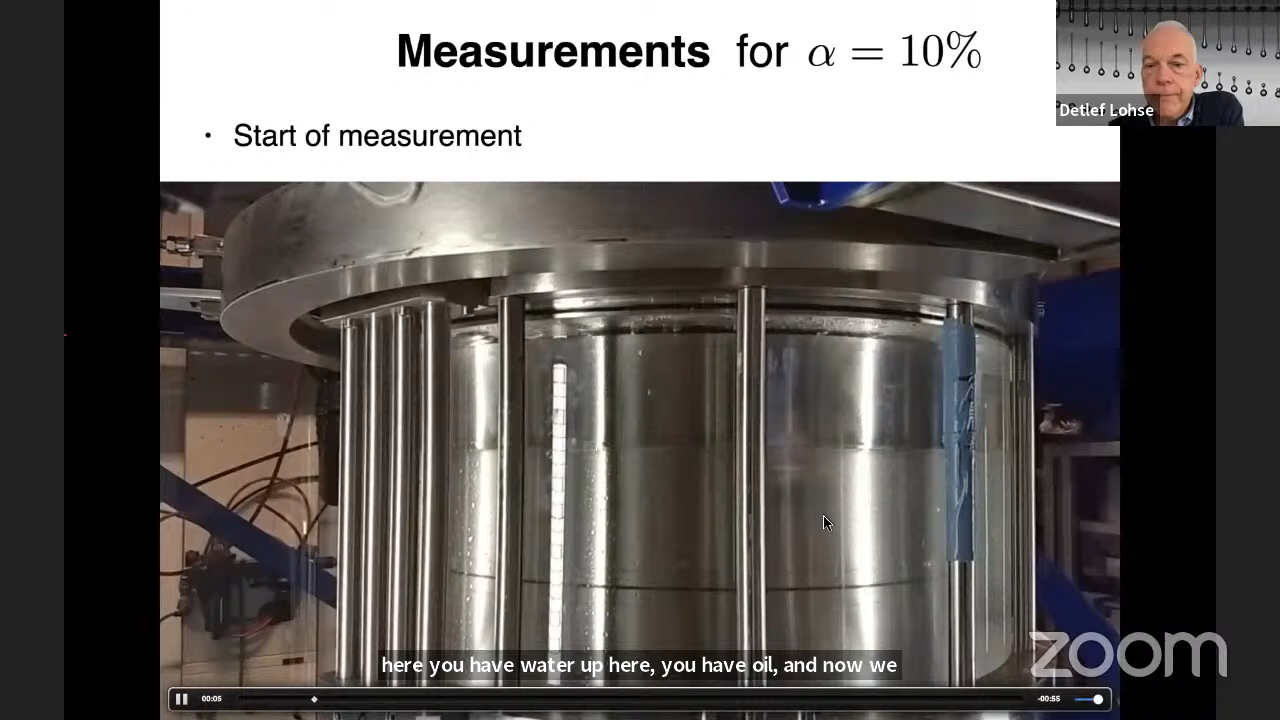 Measurements for α = 10%
Detlef Lohse
• Start of measurement
here you have water up here, you have oil, and now we
zoom
00:05
-00:55